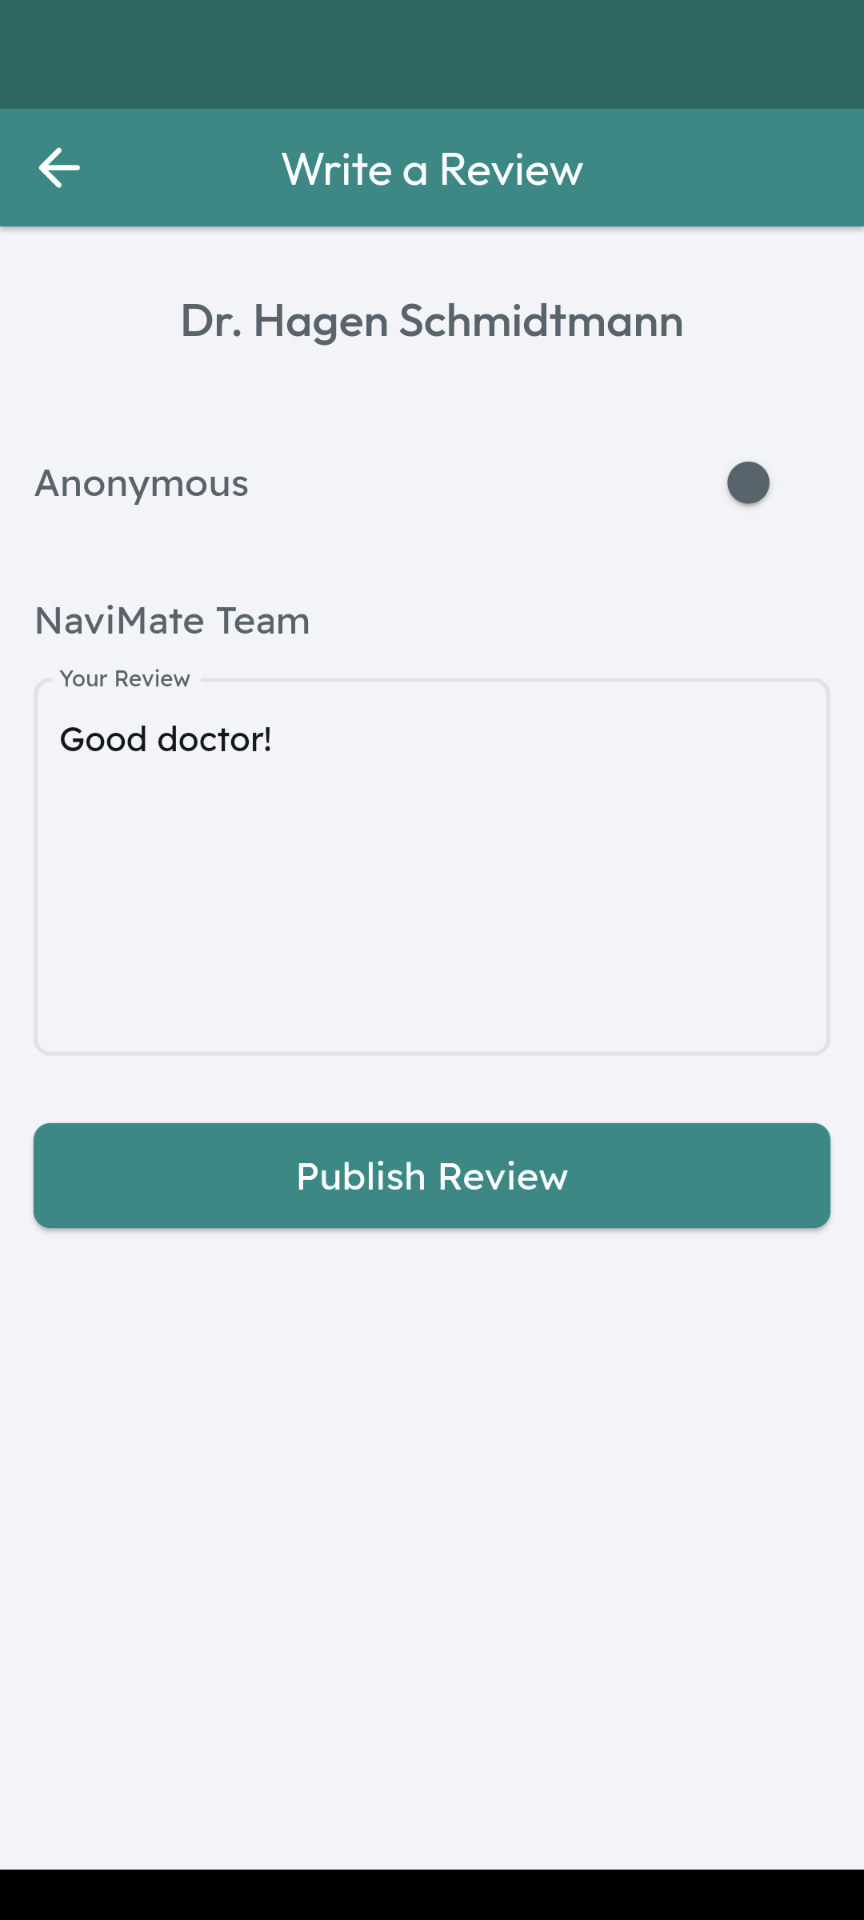 Write a Review
Dr. Hagen Schmidtmann
Anonymous
NaviMate Team
Your Review
Good doctor!
Publish Review